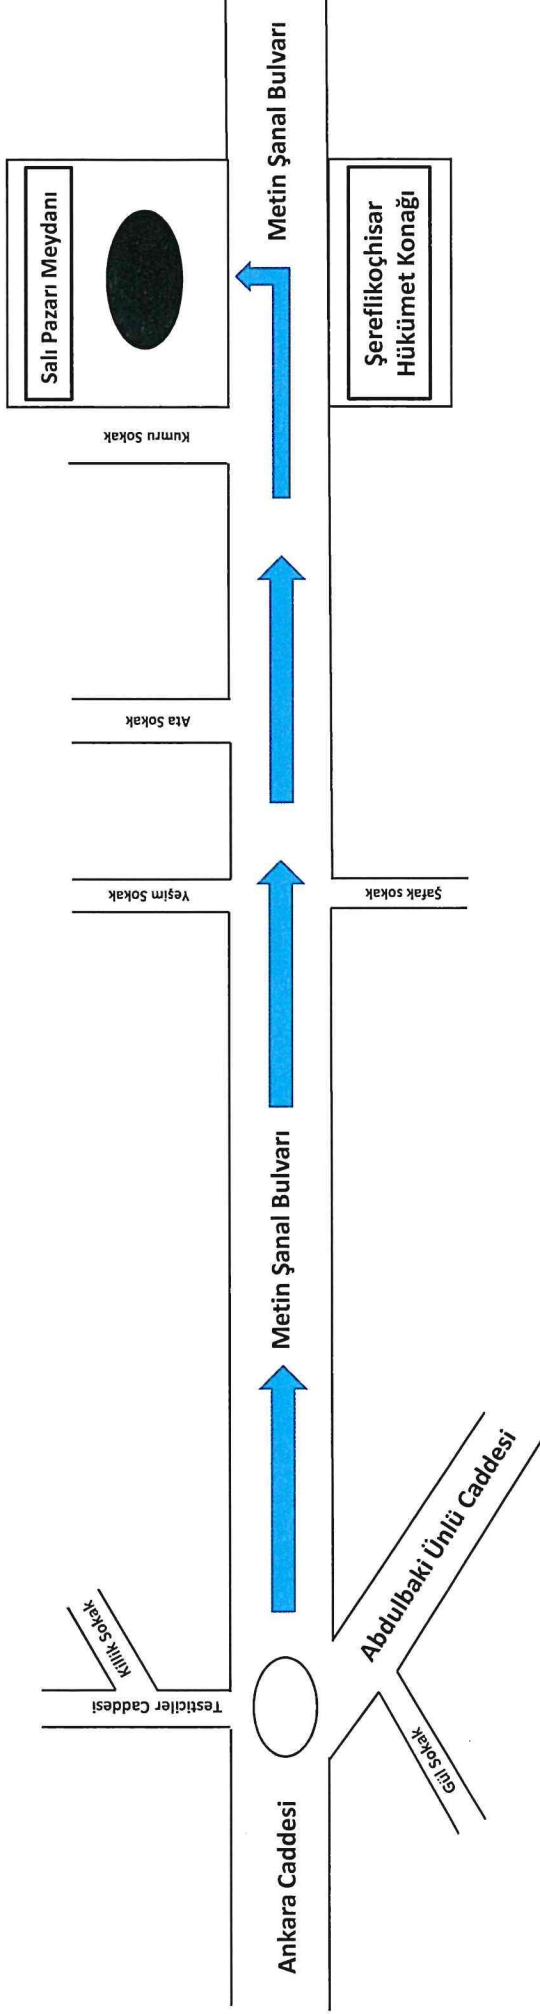 Salı Pazarı Meydanı
Metin Şanal Bulvarı
Şereflikoçhisar
Hükümet Konağı
Kumru Sokak
Ata Sokak
Yeşim Sokak
Şafak sokak
Metin Şanal Bulvarı
Killik Sokak
Testiciler Caddesi
Abdulbaki Ünlü Caddesi
Gül Sokak
Ankara Caddesi